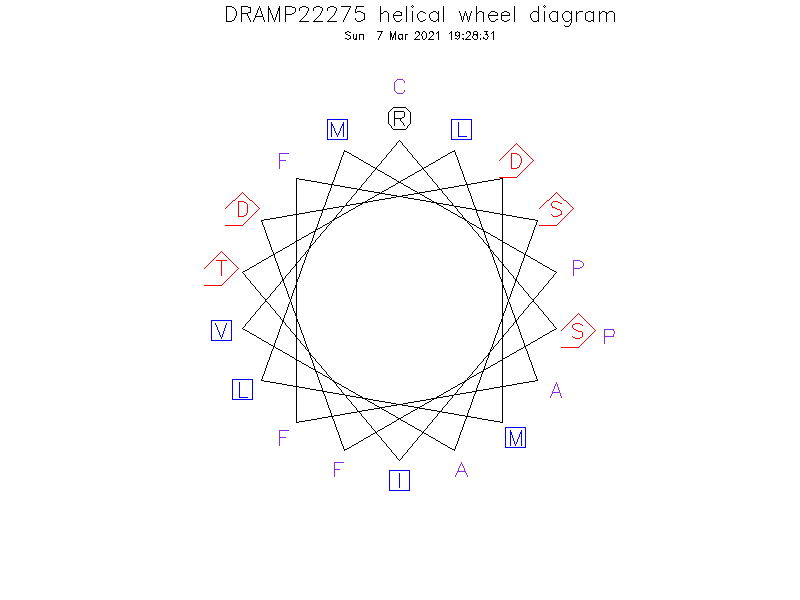 DRAMP22275 helical wheel diagram
Sun 7 Mar 2021 19:28:31
C
M R L
F D
D S
T P
V S P
L A
F M
F I A